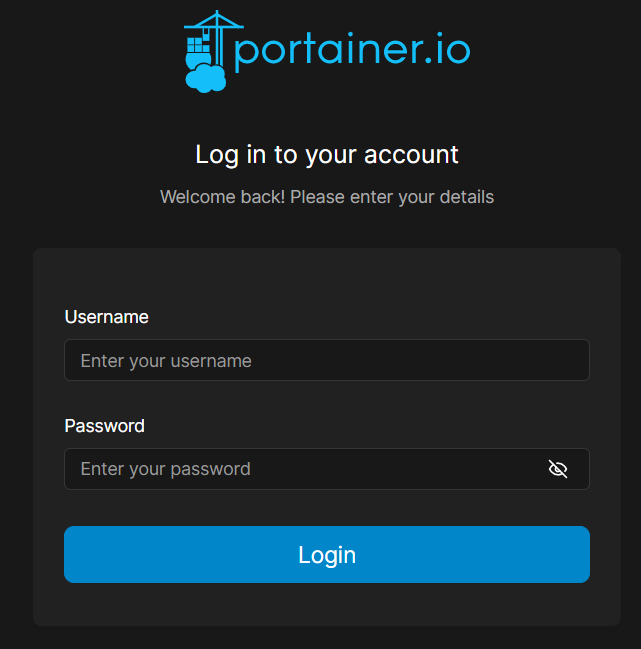 portainer.io
Log in to your account
Welcome back! Please enter your details
Username
Enter your username
Password
Enter your password
Login